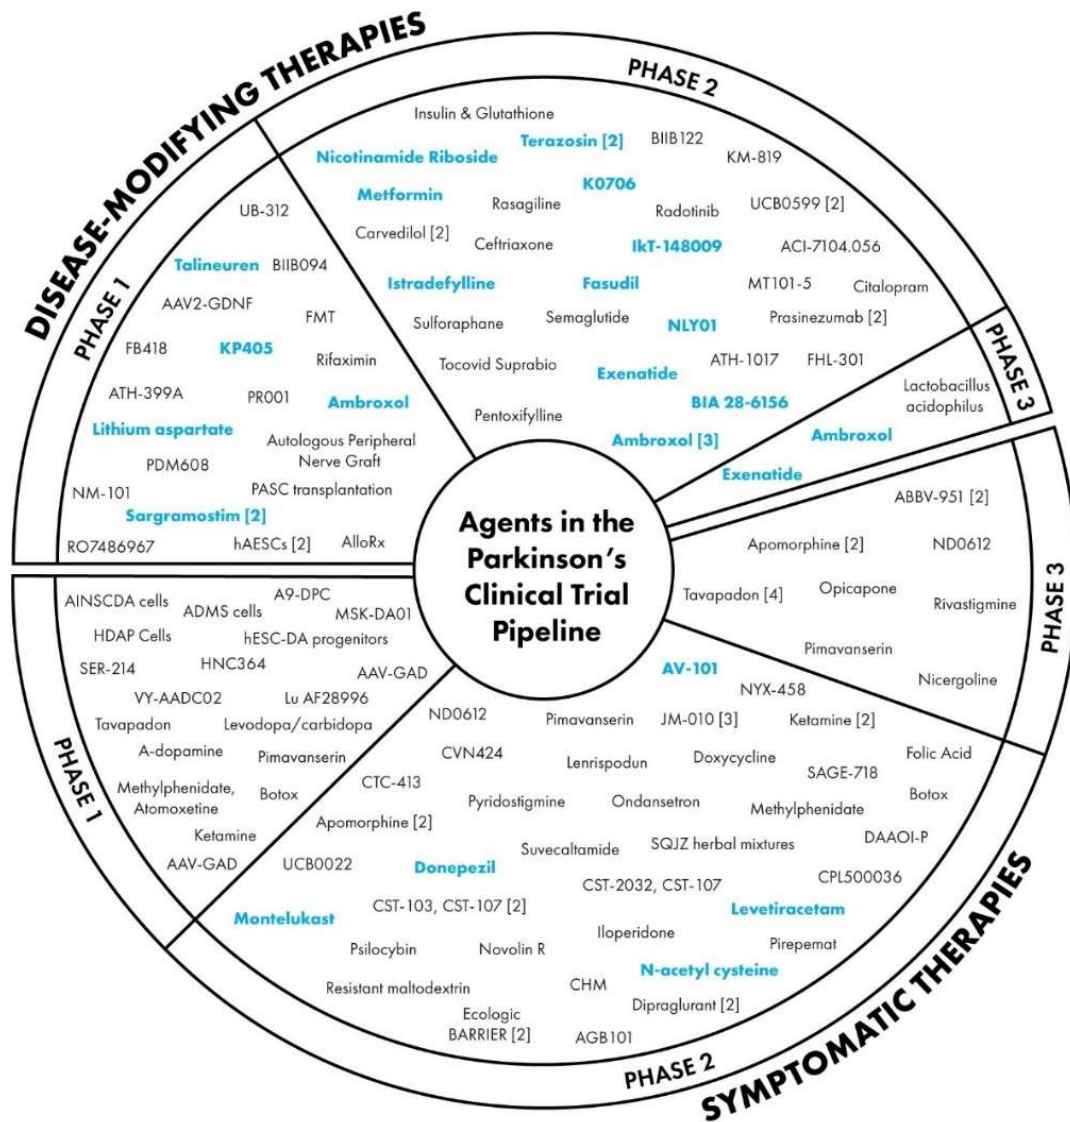 DISEASE-MODIFYING THERAPIES
PHASE 2
Insulin & Glutathione
Terazosin [2]
BIIB122
Nicotinamide Riboside
KM-819
K0706
Metformin
Rasagiline
Radotinib
UCB0599 [2]
Carvedilol [2]
Ceftriaxone
IkT-148009
ACI-7104.056
Istradefylline
Fasudil
MT101-5
Citalopram
Sulforaphane
Semaglutide
NLY01
Prasinezumab [2]
Tocovid Suprabio
Exenatide
ATH-1017
FHL-301
Pentoxifylline
BIA 28-6156
Ambroxol [3]
PHASE 3
Lactobacillus
acidophilus
Ambroxol
Exenatide
PHASE 1
UB-312
Talineuren
BIIB094
AAV2-GDNF
FMT
FB418
KP405
Rifaximin
ATH-399A
PR001
Ambroxol
Lithium aspartate
Autologous Peripheral
Nerve Graft
PDM608
NM-101
PASC transplantation
Sargramostim [2]
RO7486967
hAESCs [2]
AlloRx
Agents in the
Parkinson's
Clinical Trial
Pipeline
PHASE 3
ABBV-951 [2]
Apomorphine [2]
ND0612
Tavapadon [4]
Opicapone
Rivastigmine
Pimavanserin
Nicergoline
PHASE 1
AINSCDA cells
ADMS cells
A9-DPC
MSK-DA01
HDAP Cells
hESC-DA progenitors
SER-214
HNC364
AAV-GAD
VY-AADC02
Lu AF28996
Tavapadon
Levodopa/carbidopa
A-dopamine
Pimavanserin
Methylphenidate,
Atomoxetine
Botox
Ketamine
AAV-GAD
AV-101
NYX-458
ND0612
Pimavanserin
JM-010 [3]
Ketamine [2]
CVN424
Lenrispodun
Doxycycline
Folic Acid
CTC-413
SAGE-718
Pyridostigmine
Ondansetron
Methylphenidate
Botox
Apomorphine [2]
Suvecaltamide
SQJZ herbal mixtures
DAAOI-P
UCB0022
Donepezil
CST-2032, CST-107
CPL500036
Montelukast
CST-103, CST-107 [2]
Levetiracetam
Iloperidone
Psilocybin
Novolin R
Pirepemat
N-acetyl cysteine
Resistant maltodextrin
CHM
Dipraglurant [2]
Ecologic
BARRIER [2]
AGB101
PHASE 2
SYMPTOMATIC THERAPIES